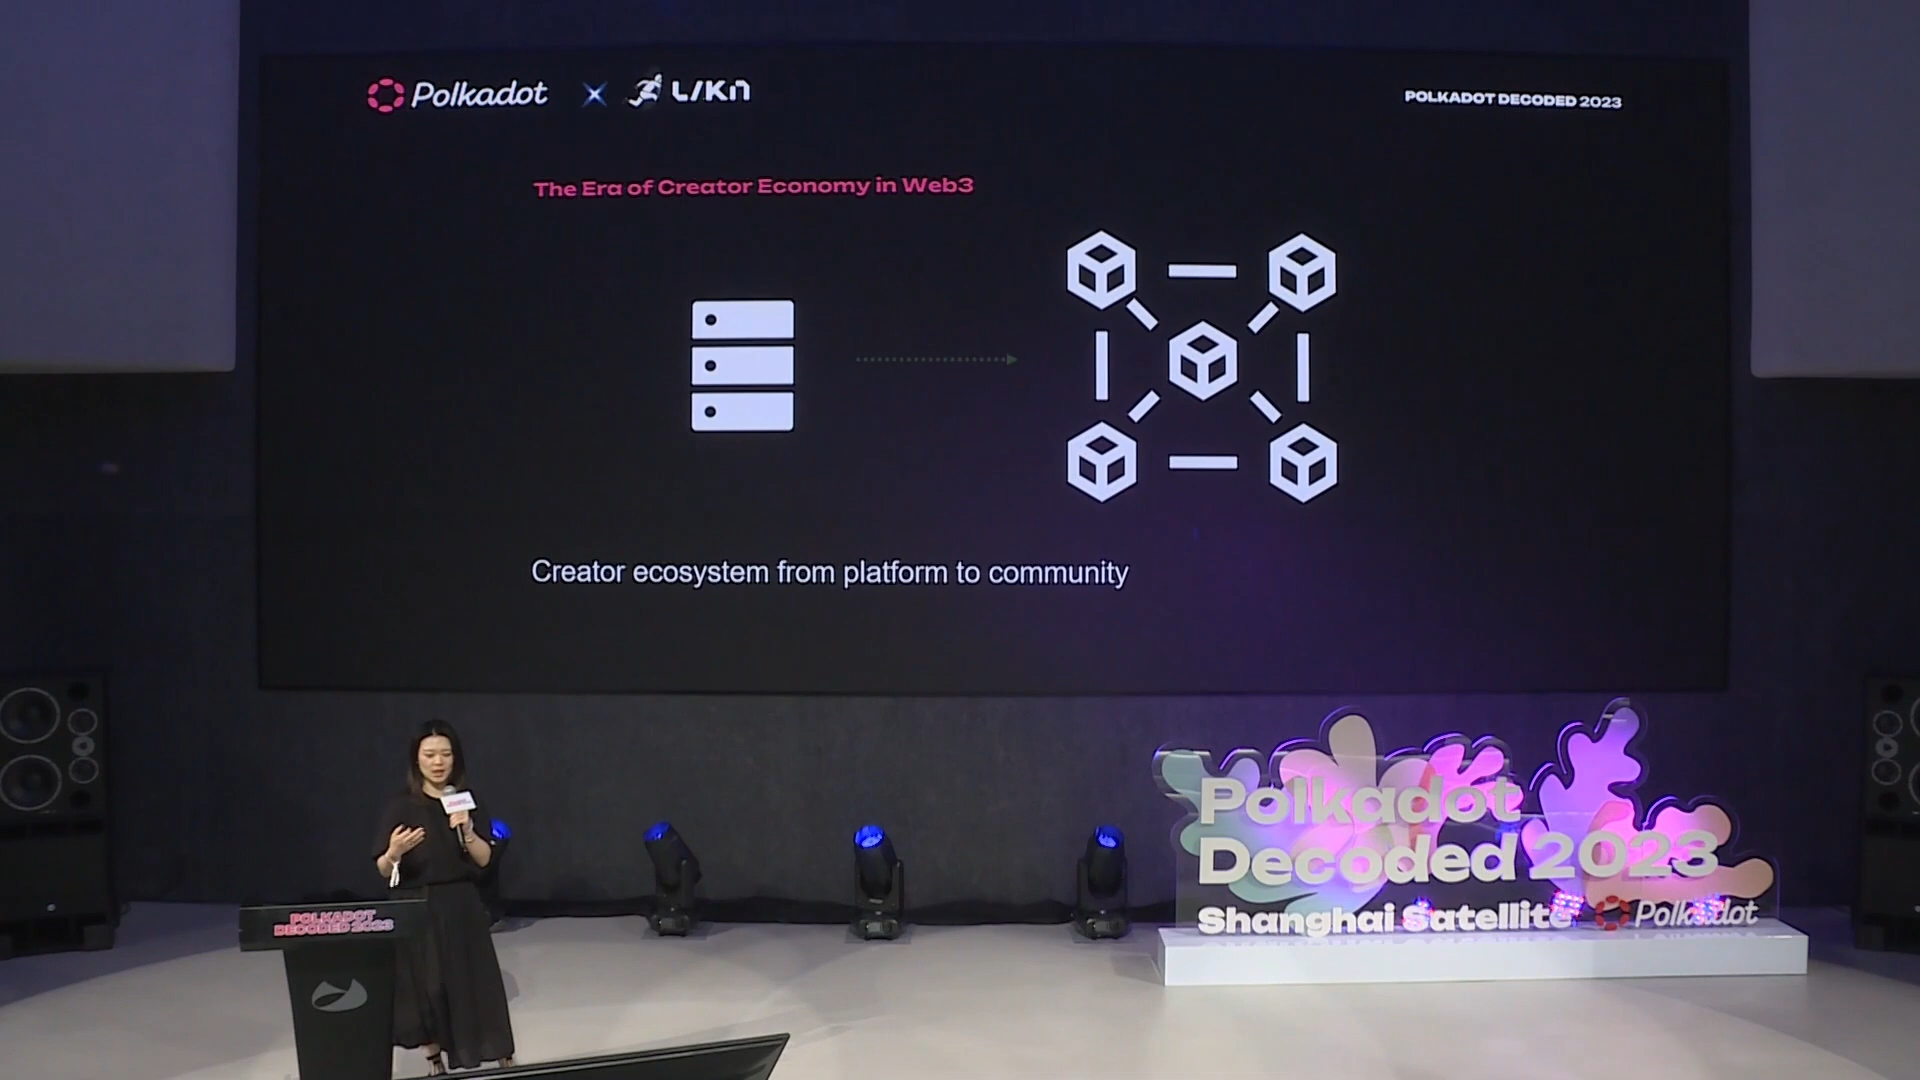 Polkadot
L/Kn
POLKADOT DECODED 2023
The Era of Creator Economy in Web3
Creator ecosystem from platform to community
POLKADOT
DECODED 2023
Polkadot
Decoded 2023
Shanghai Satellite
Polkadot